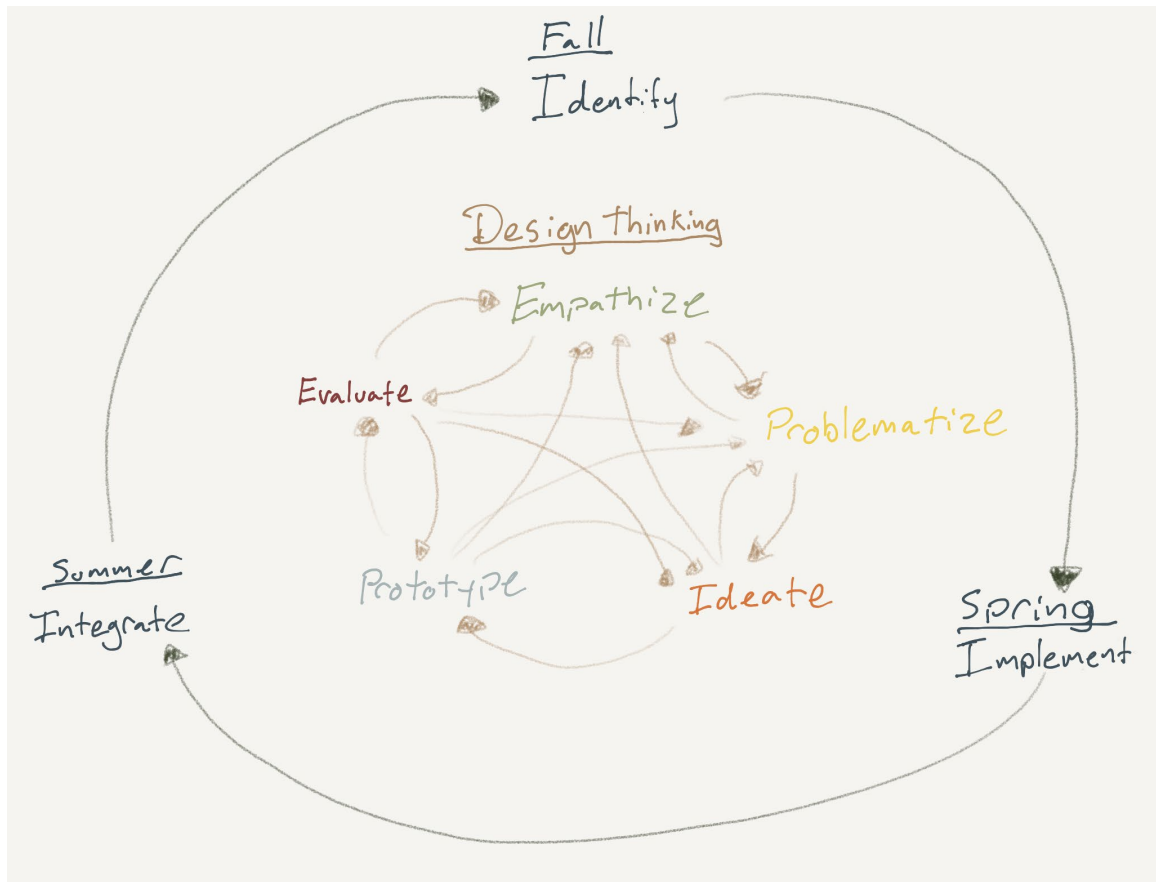 Fall
Identify
Design thinking
Empathize
Evaluate
Problematize
Prototype
Ideate
Summer
Integrate
Spring
Implement